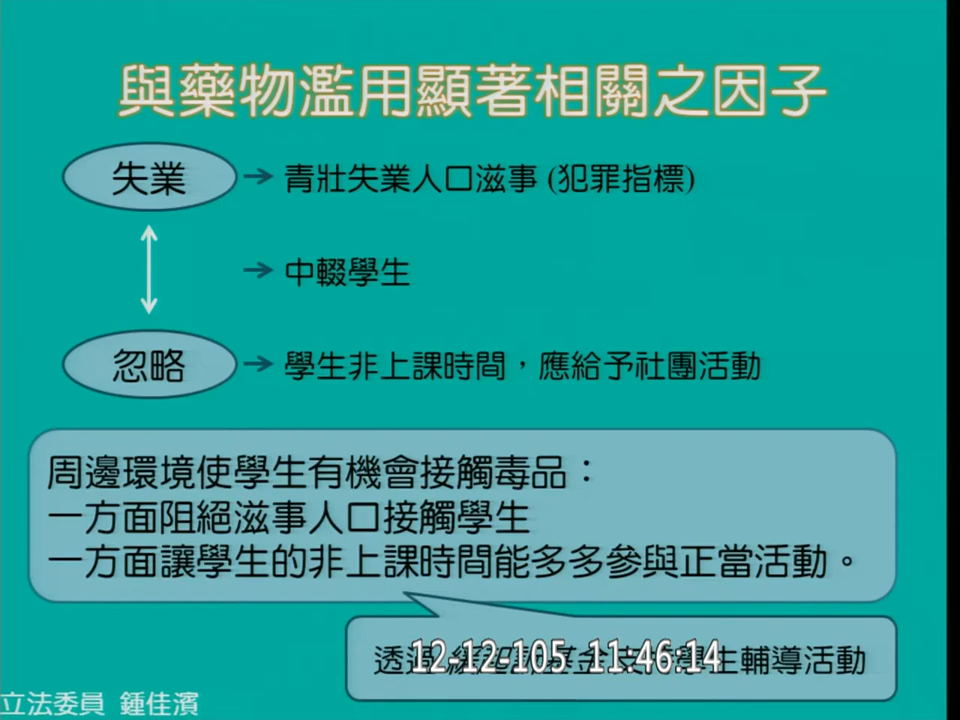 與藥物濫用顯著相關之因子
失業 → 青壯失業人口滋事 (犯罪指標)
→ 中輟學生
忽略 → 學生非上課時間，應給予社團活動
周邊環境使學生有機會接觸毒品：
一方面阻絕滋事人口接觸學生
一方面讓學生的非上課時間能多多參與正當活動。
透過 基金 學生輔導活動
12-12-105 11:46:14
立法委員 鍾佳濱